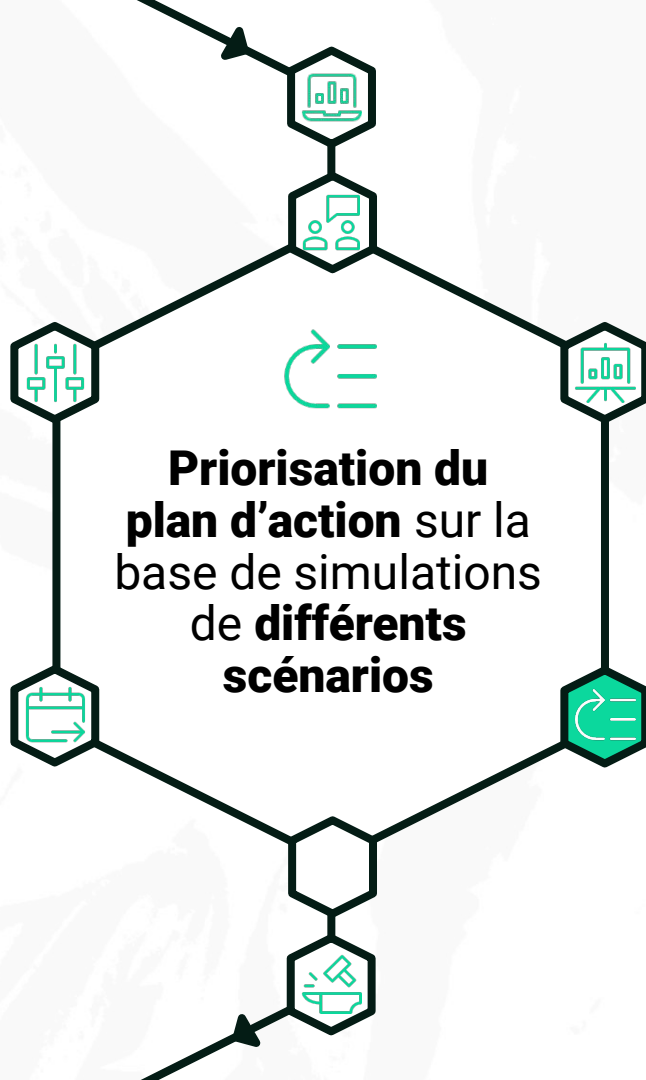 Priorisation du
plan d’action sur la
base de simulations
de différents
scénarios